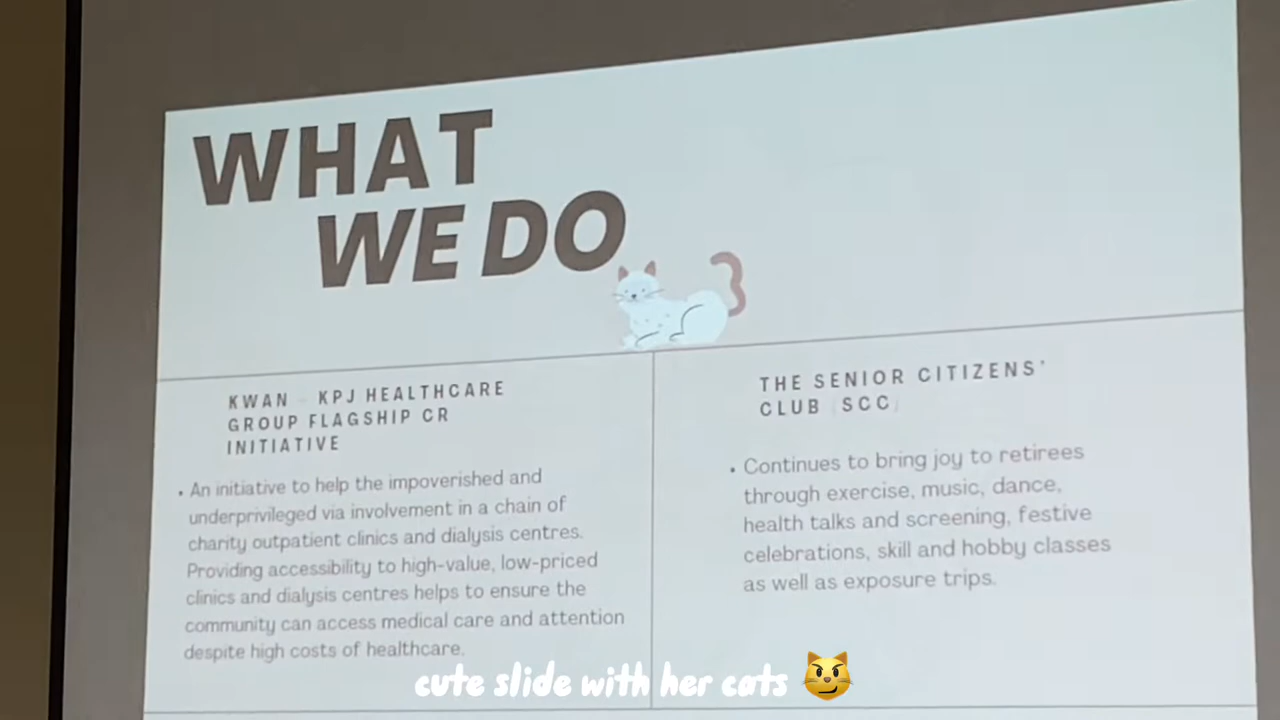 WHAT
WE DO
KWAN - KPJ HEALTHCARE
GROUP FLAGSHIP CR
INITIATIVE
• An initiative to help the impoverished and
underprivileged via involvement in a chain of
charity outpatient clinics and dialysis centres.
Providing accessibility to high-value, low-priced
clinics and dialysis centres helps to ensure the
community can access medical care and attention
despite high costs of healthcare.
THE SENIOR CITIZENS'
CLUB (SCC)
• Continues to bring joy to retirees
through exercise, music, dance,
health talks and screening, festive
celebrations, skill and hobby classes
as well as exposure trips.
cute slide with her cats 😼